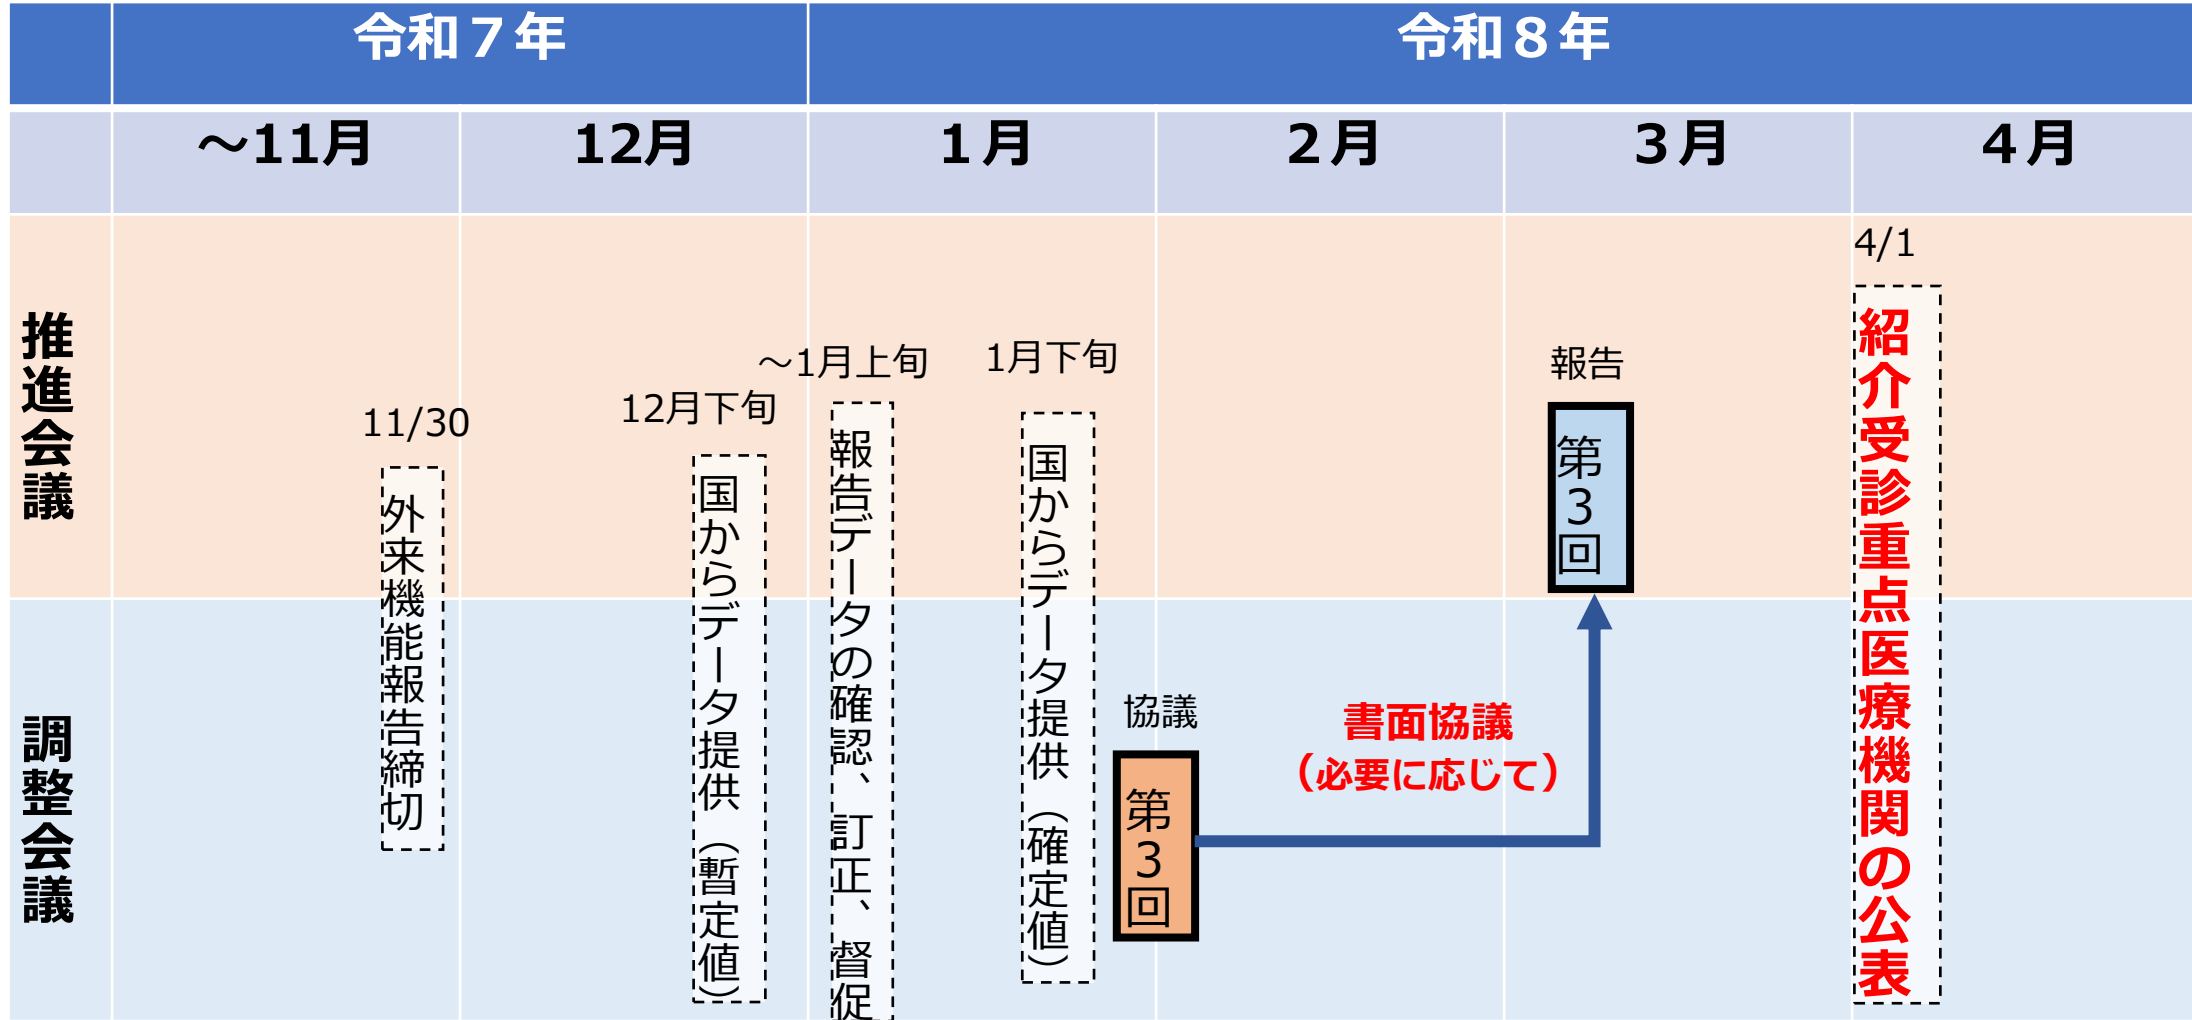 令和７年
令和８年
～11月
12月
１月
２月
３月
４月
推進会議
調整会議
11/30
外来機能報告締切
12月下旬
国からデータ提供（暫定値）
～1月上旬
報告データの確認、訂正、督促
1月下旬
国からデータ提供（確定値）
協議
第３回
書面協議
（必要に応じて）
報告
第３回
4/1
紹介受診重点医療機関の公表